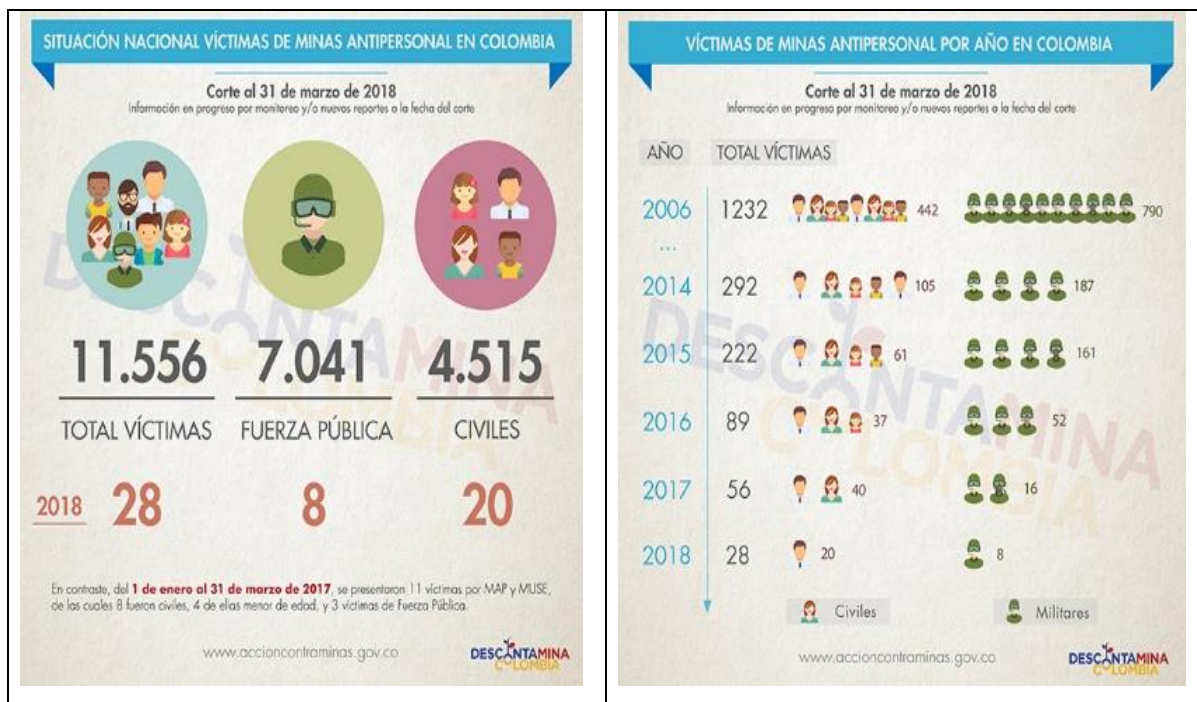 SITUACIÓN NACIONAL VÍCTIMAS DE MINAS ANTIPERSONAL EN COLOMBIA
Corte al 31 de marzo de 2018
Información en progreso por monitoreo y/o nuevos reportes a la fecha del corte
11.556 7.041 4.515
TOTAL VÍCTIMAS FUERZA PÚBLICA CIVILES
2018 28 8 20
En contraste, del 1 de enero al 31 de marzo de 2017, se presentaron 11 víctimas por MAP y MUSE,
de las cuales 8 fueron civiles, 4 de ellas menor de edad, y 3 víctimas de Fuerza Pública.
www.accioncontraminas.gov.co
DESCONTAMINA
COLOMBIA
VÍCTIMAS DE MINAS ANTIPERSONAL POR AÑO EN COLOMBIA
Corte al 31 de marzo de 2018
Información en progreso por monitoreo y/o nuevos reportes a la fecha del corte
AÑO TOTAL VÍCTIMAS
2006 1232 442 790
...
2014 292 105 187
2015 222 61 161
2016 89 37 52
2017 56 40 16
2018 28 20 8
Civiles Militares
www.accioncontraminas.gov.co
DESCONTAMINA
COLOMBIA